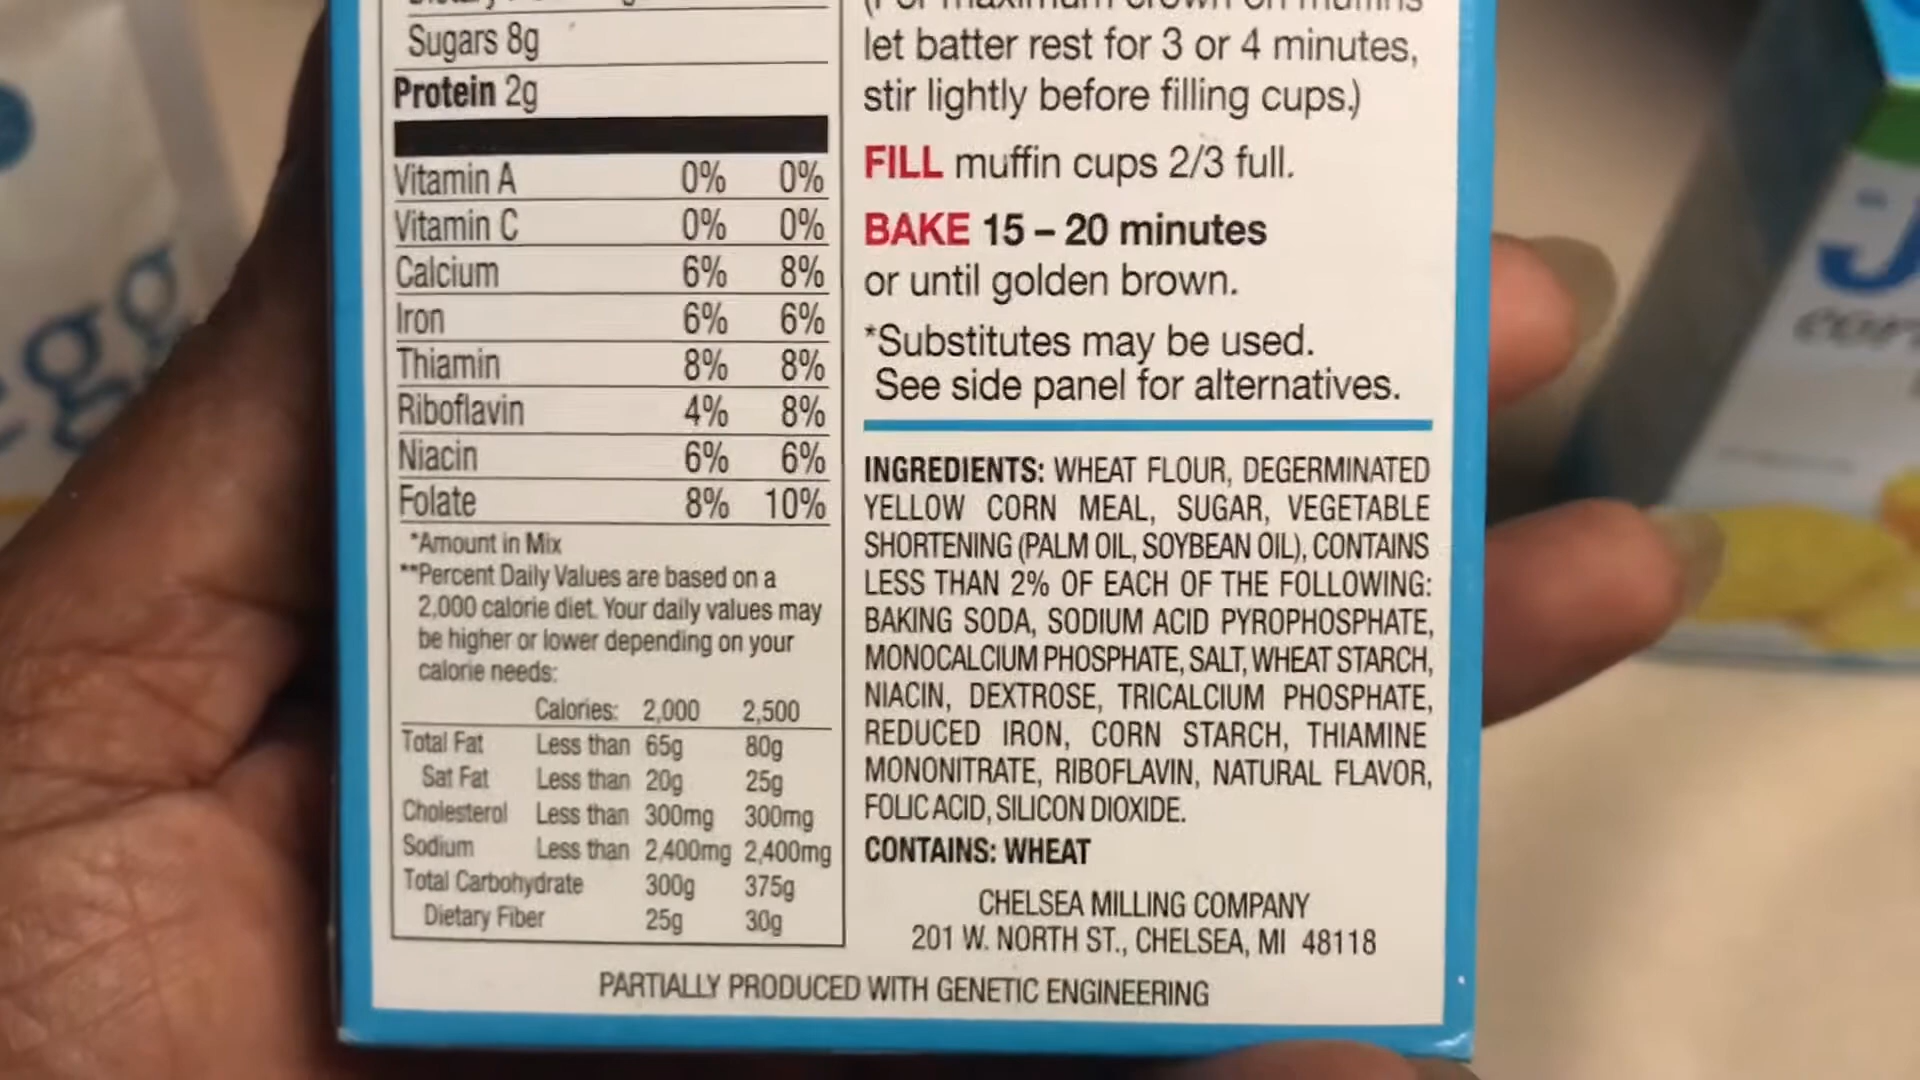 Sugars 8g
Protein 2g
Vitamin A 0% 0%
Vitamin C 0% 0%
Calcium 6% 8%
Iron 6% 6%
Thiamin 8% 8%
Riboflavin 4% 8%
Niacin 6% 6%
Folate 8% 10%
*Amount in Mix
**Percent Daily Values are based on a
2,000 calorie diet. Your daily values may
be higher or lower depending on your
calorie needs:
Calories: 2,000 2,500
Total Fat Less than 65g 80g
Sat Fat Less than 20g 25g
Cholesterol Less than 300mg 300mg
Sodium Less than 2,400mg 2,400mg
Total Carbohydrate 300g 375g
Dietary Fiber 25g 30g
(For maximum crown on muffins
let batter rest for 3 or 4 minutes,
stir lightly before filling cups.)
FILL muffin cups 2/3 full.
BAKE 15 – 20 minutes
or until golden brown.
*Substitutes may be used.
See side panel for alternatives.
INGREDIENTS: WHEAT FLOUR, DEGERMINATED
YELLOW CORN MEAL, SUGAR, VEGETABLE
SHORTENING (PALM OIL, SOYBEAN OIL), CONTAINS
LESS THAN 2% OF EACH OF THE FOLLOWING:
BAKING SODA, SODIUM ACID PYROPHOSPHATE,
MONOCALCIUM PHOSPHATE, SALT, WHEAT STARCH,
NIACIN, DEXTROSE, TRICALCIUM PHOSPHATE,
REDUCED IRON, CORN STARCH, THIAMINE
MONONITRATE, RIBOFLAVIN, NATURAL FLAVOR,
FOLIC ACID, SILICON DIOXIDE.
CONTAINS: WHEAT
CHELSEA MILLING COMPANY
201 W. NORTH ST., CHELSEA, MI 48118
PARTIALLY PRODUCED WITH GENETIC ENGINEERING
egg